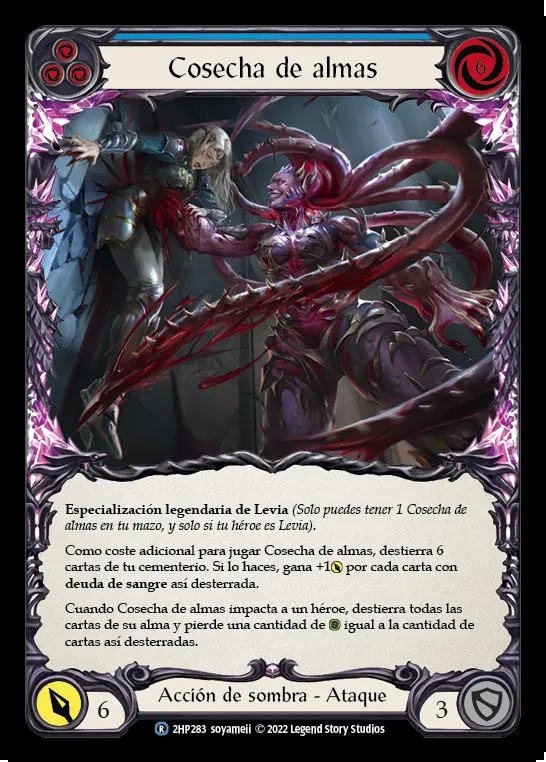 Cosecha de almas
6
Especialización legendaria de Levia (Solo puedes tener 1 Cosecha de
almas en tu mazo, y solo si tu héroe es Levia).
Como coste adicional para jugar Cosecha de almas, destierra 6
cartas de tu cementerio. Si lo haces, gana +1 por cada carta con
deuda de sangre así desterrada.
Cuando Cosecha de almas impacta a un héroe, destierra todas las
cartas de su alma y pierde una cantidad de igual a la cantidad de
cartas así desterradas.
6
Acción de sombra - Ataque
3
R 2HP283 soyameii © 2022 Legend Story Studios